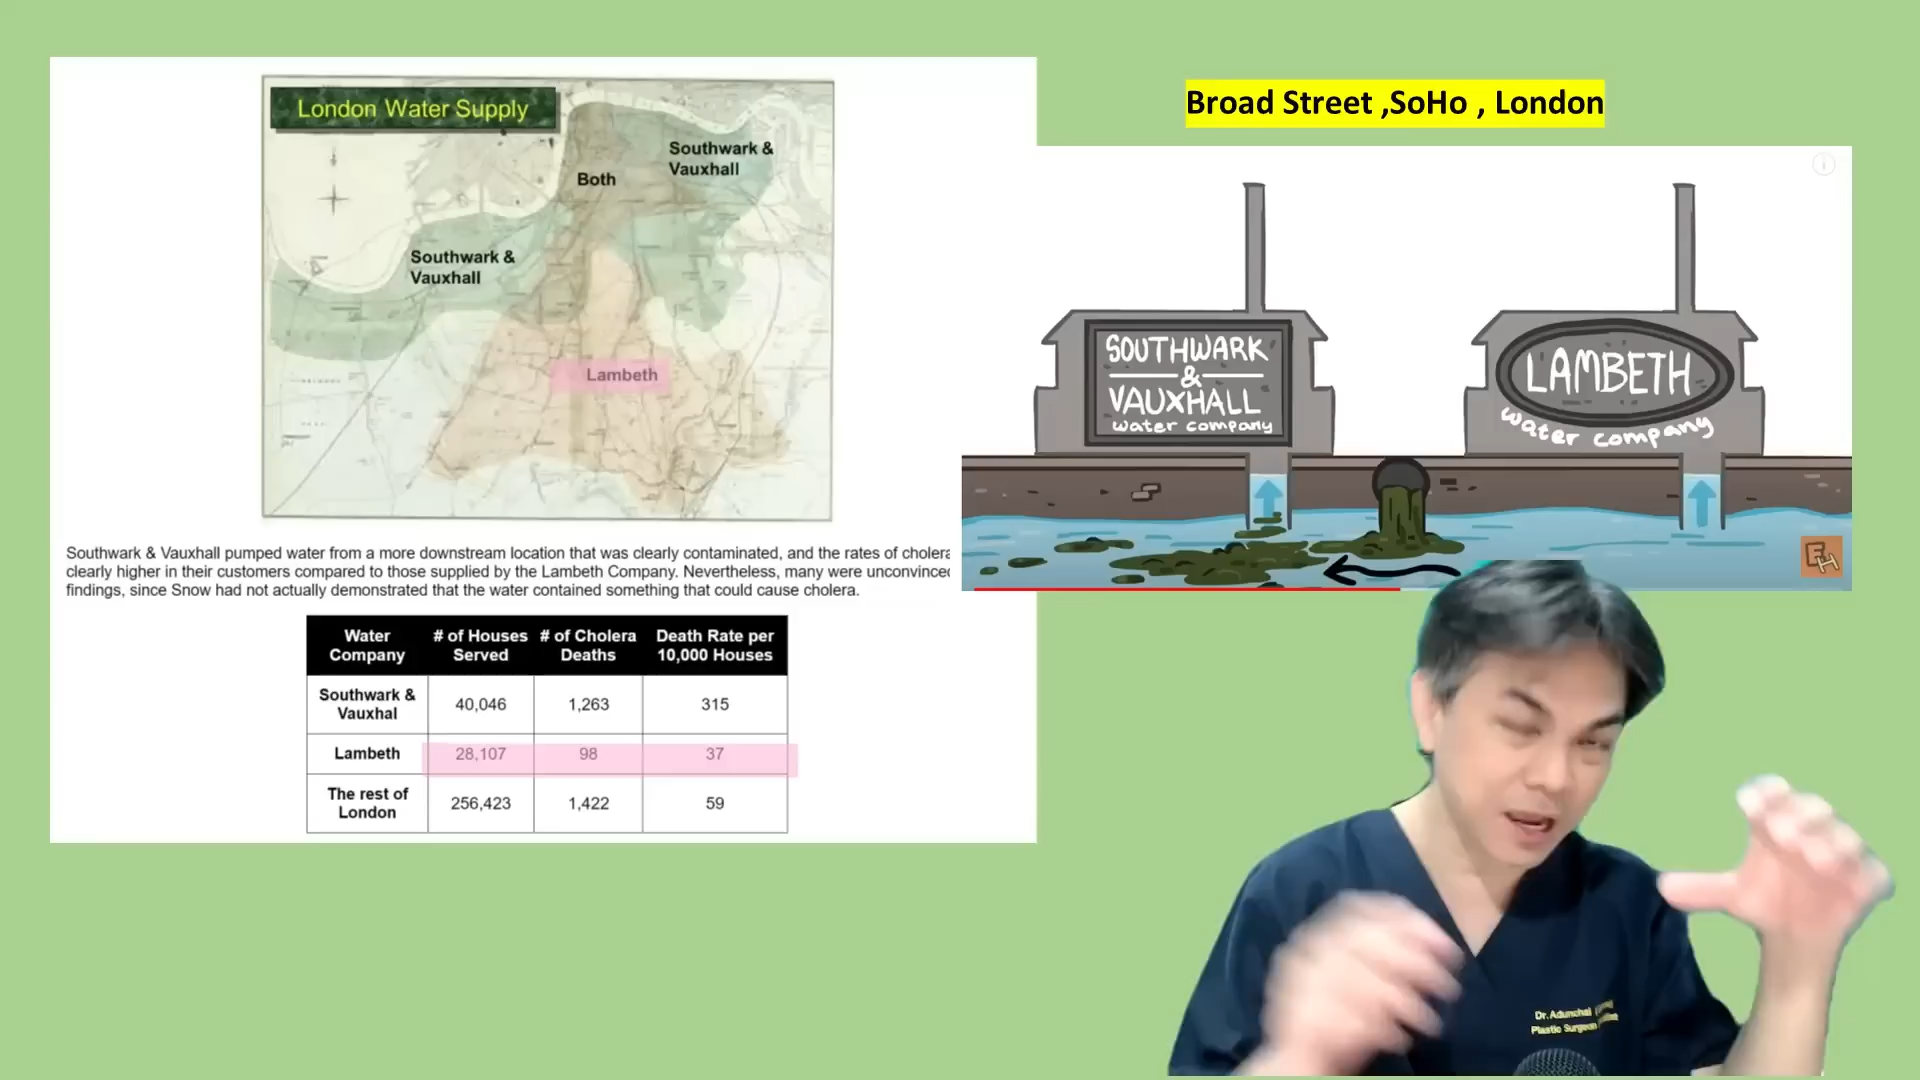 London Water Supply
Southwark &
Vauxhall
Both
Southwark &
Vauxhall
Lambeth
Southwark & Vauxhall pumped water from a more downstream location that was clearly contaminated, and the rates of cholera
clearly higher in their customers compared to those supplied by the Lambeth Company. Nevertheless, many were unconvinced
findings, since Snow had not actually demonstrated that the water contained something that could cause cholera.
Water Company # of Houses Served # of Cholera Deaths Death Rate per 10,000 Houses
Southwark & Vauxhal 40,046 1,263 315
Lambeth 28,107 98 37
The rest of London 256,423 1,422 59
Broad Street ,SoHo , London
SOUTHWARK
&
VAUXHALL
water company
LAMBETH
water company
EH
Dr.Adunchai
Plastic Surgeon